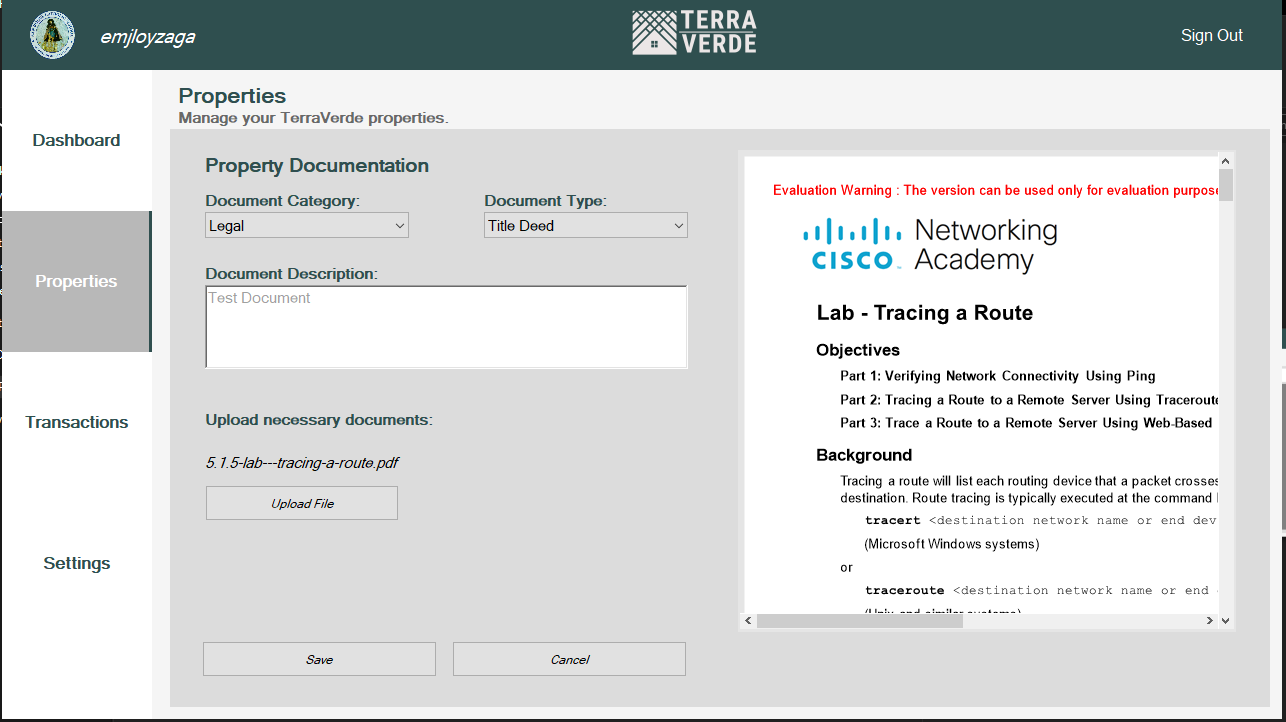 emjloyzaga
TERRA
VERDE
Sign Out
Dashboard
Properties
Transactions
Settings
Properties
Manage your TerraVerde properties.
Property Documentation
Document Category:
Document Type:
Legal
Title Deed
Document Description:
Test Document
Upload necessary documents:
5.1.5-lab---tracing-a-route.pdf
Upload File
Save
Cancel
Evaluation Warning : The version can be used only for evaluation purpose
Networking
CISCO Academy
Lab - Tracing a Route
Objectives
Part 1: Verifying Network Connectivity Using Ping
Part 2: Tracing a Route to a Remote Server Using Traceroute
Part 3: Trace a Route to a Remote Server Using Web-Based
Background
Tracing a route will list each routing device that a packet crosses
destination. Route tracing is typically executed at the command
tracert <destination network name or end dev
(Microsoft Windows systems)
or
traceroute <destination network name or end
(Unix and similar systems)